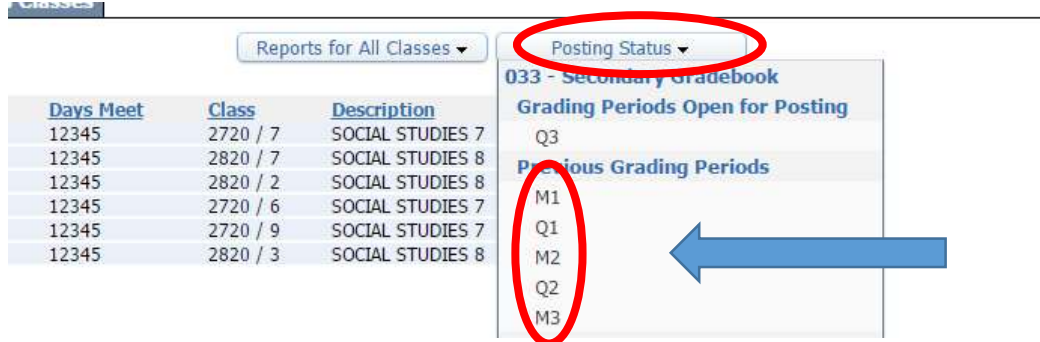 Classes
Reports for All Classes
Posting Status
033 - Secondary Gradebook
Grading Periods Open for Posting
Q3
Previous Grading Periods
M1
Q1
M2
Q2
M3
Days Meet Class Description
12345 2720 / 7 SOCIAL STUDIES 7
12345 2820 / 7 SOCIAL STUDIES 8
12345 2820 / 2 SOCIAL STUDIES 8
12345 2720 / 6 SOCIAL STUDIES 7
12345 2720 / 9 SOCIAL STUDIES 7
12345 2820 / 3 SOCIAL STUDIES 8